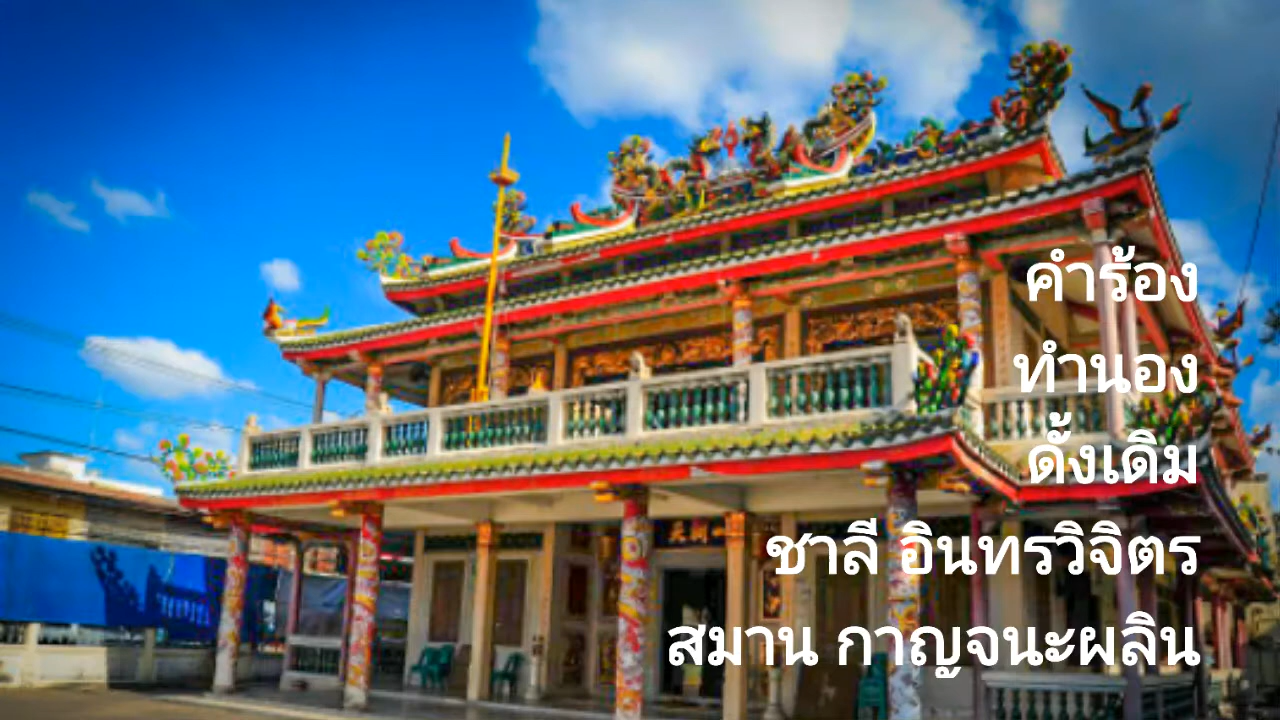 คำร้อง
ทำนอง
ดั้งเดิม
ชาลี อินทรวิจิตร
สมาน กาญจนะผลิน